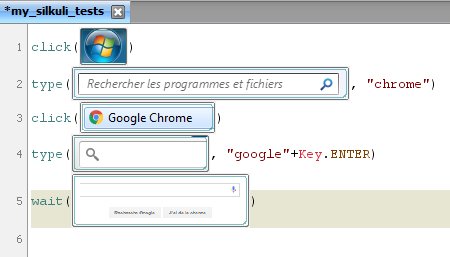 *my_silkuli_tests
1 click( )
2 type( Rechercher les programmes et fichiers , "chrome")
3 click( Google Chrome )
4 type( , "google"+Key.ENTER)
5 wait( Recherche Google J'ai de la chance )
6